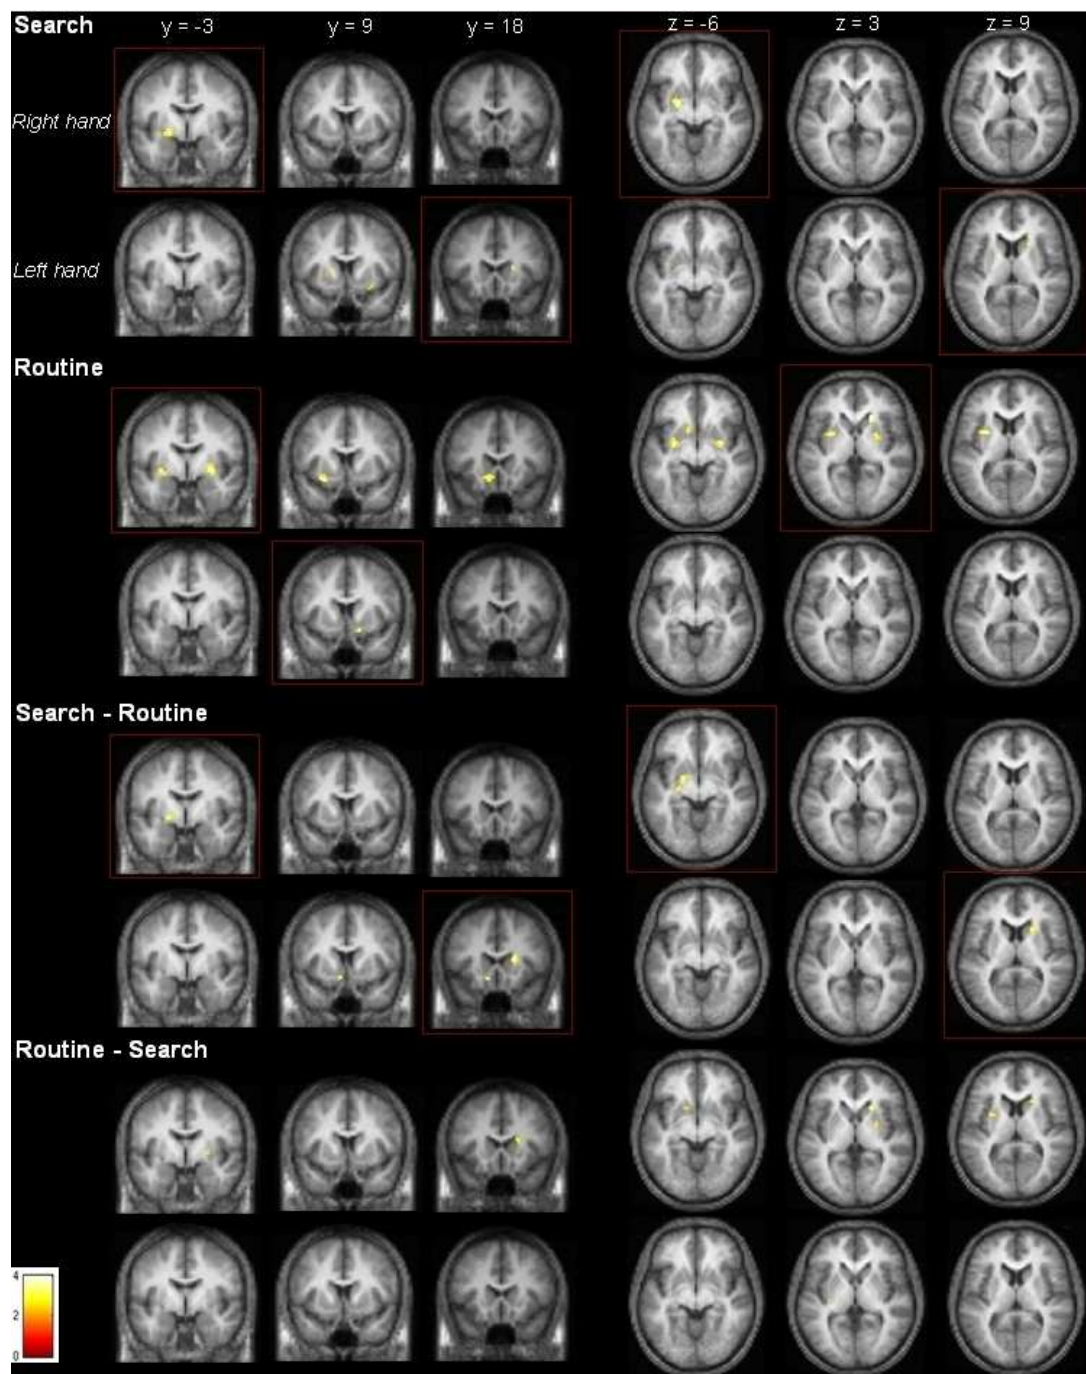 Search y = -3 y = 9 y = 18 z = -6 z = 3 z = 9
Right hand
Left hand
Routine
Search - Routine
Routine - Search
4
2
0